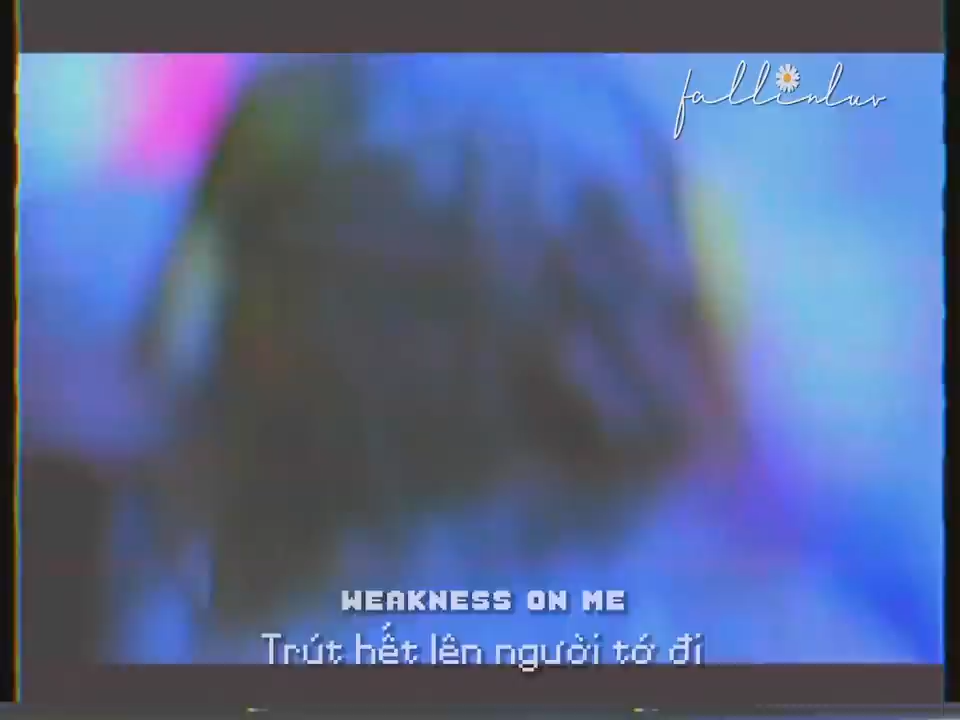 fallinluv
WEAKNESS ON ME
Trút hết lên người tớ đi